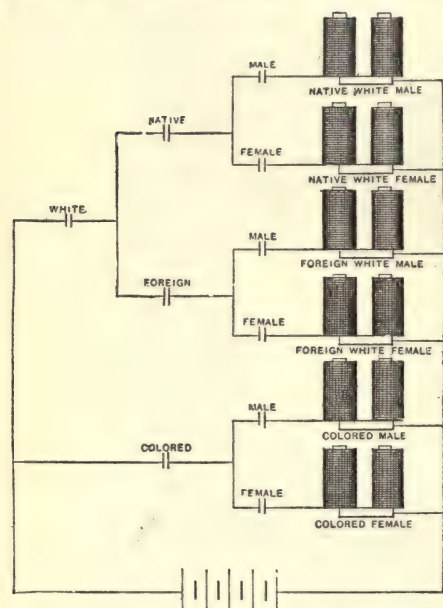 MALE
NATIVE WHITE MALE
NATIVE
FEMALE
NATIVE WHITE FEMALE
WHITE
MALE
FOREIGN WHITE MALE
FOREIGN
FEMALE
FOREIGN WHITE FEMALE
MALE
COLORED MALE
COLORED
FEMALE
COLORED FEMALE